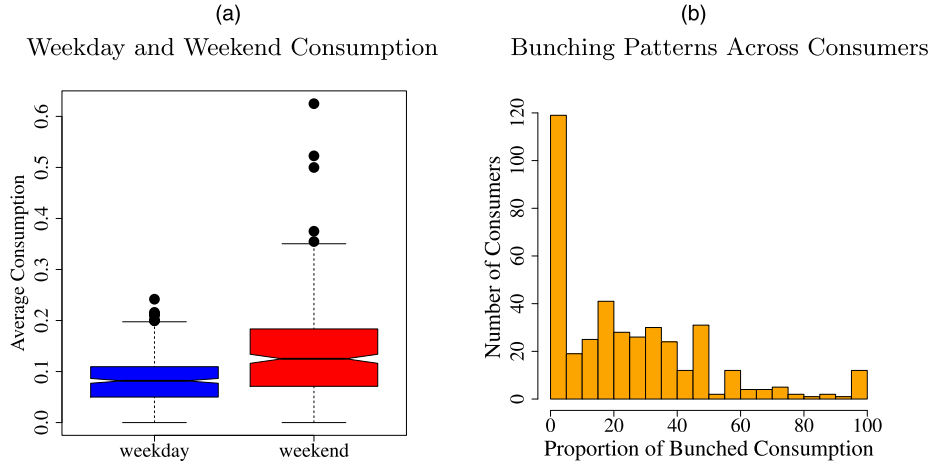 (a)
Weekday and Weekend Consumption
Average Consumption
0.6
0.5
0.4
0.3
0.2
0.1
0.0
weekday weekend
(b)
Bunching Patterns Across Consumers
Number of Consumers
120
100
80
60
40
20
0
0 20 40 60 80 100
Proportion of Bunched Consumption